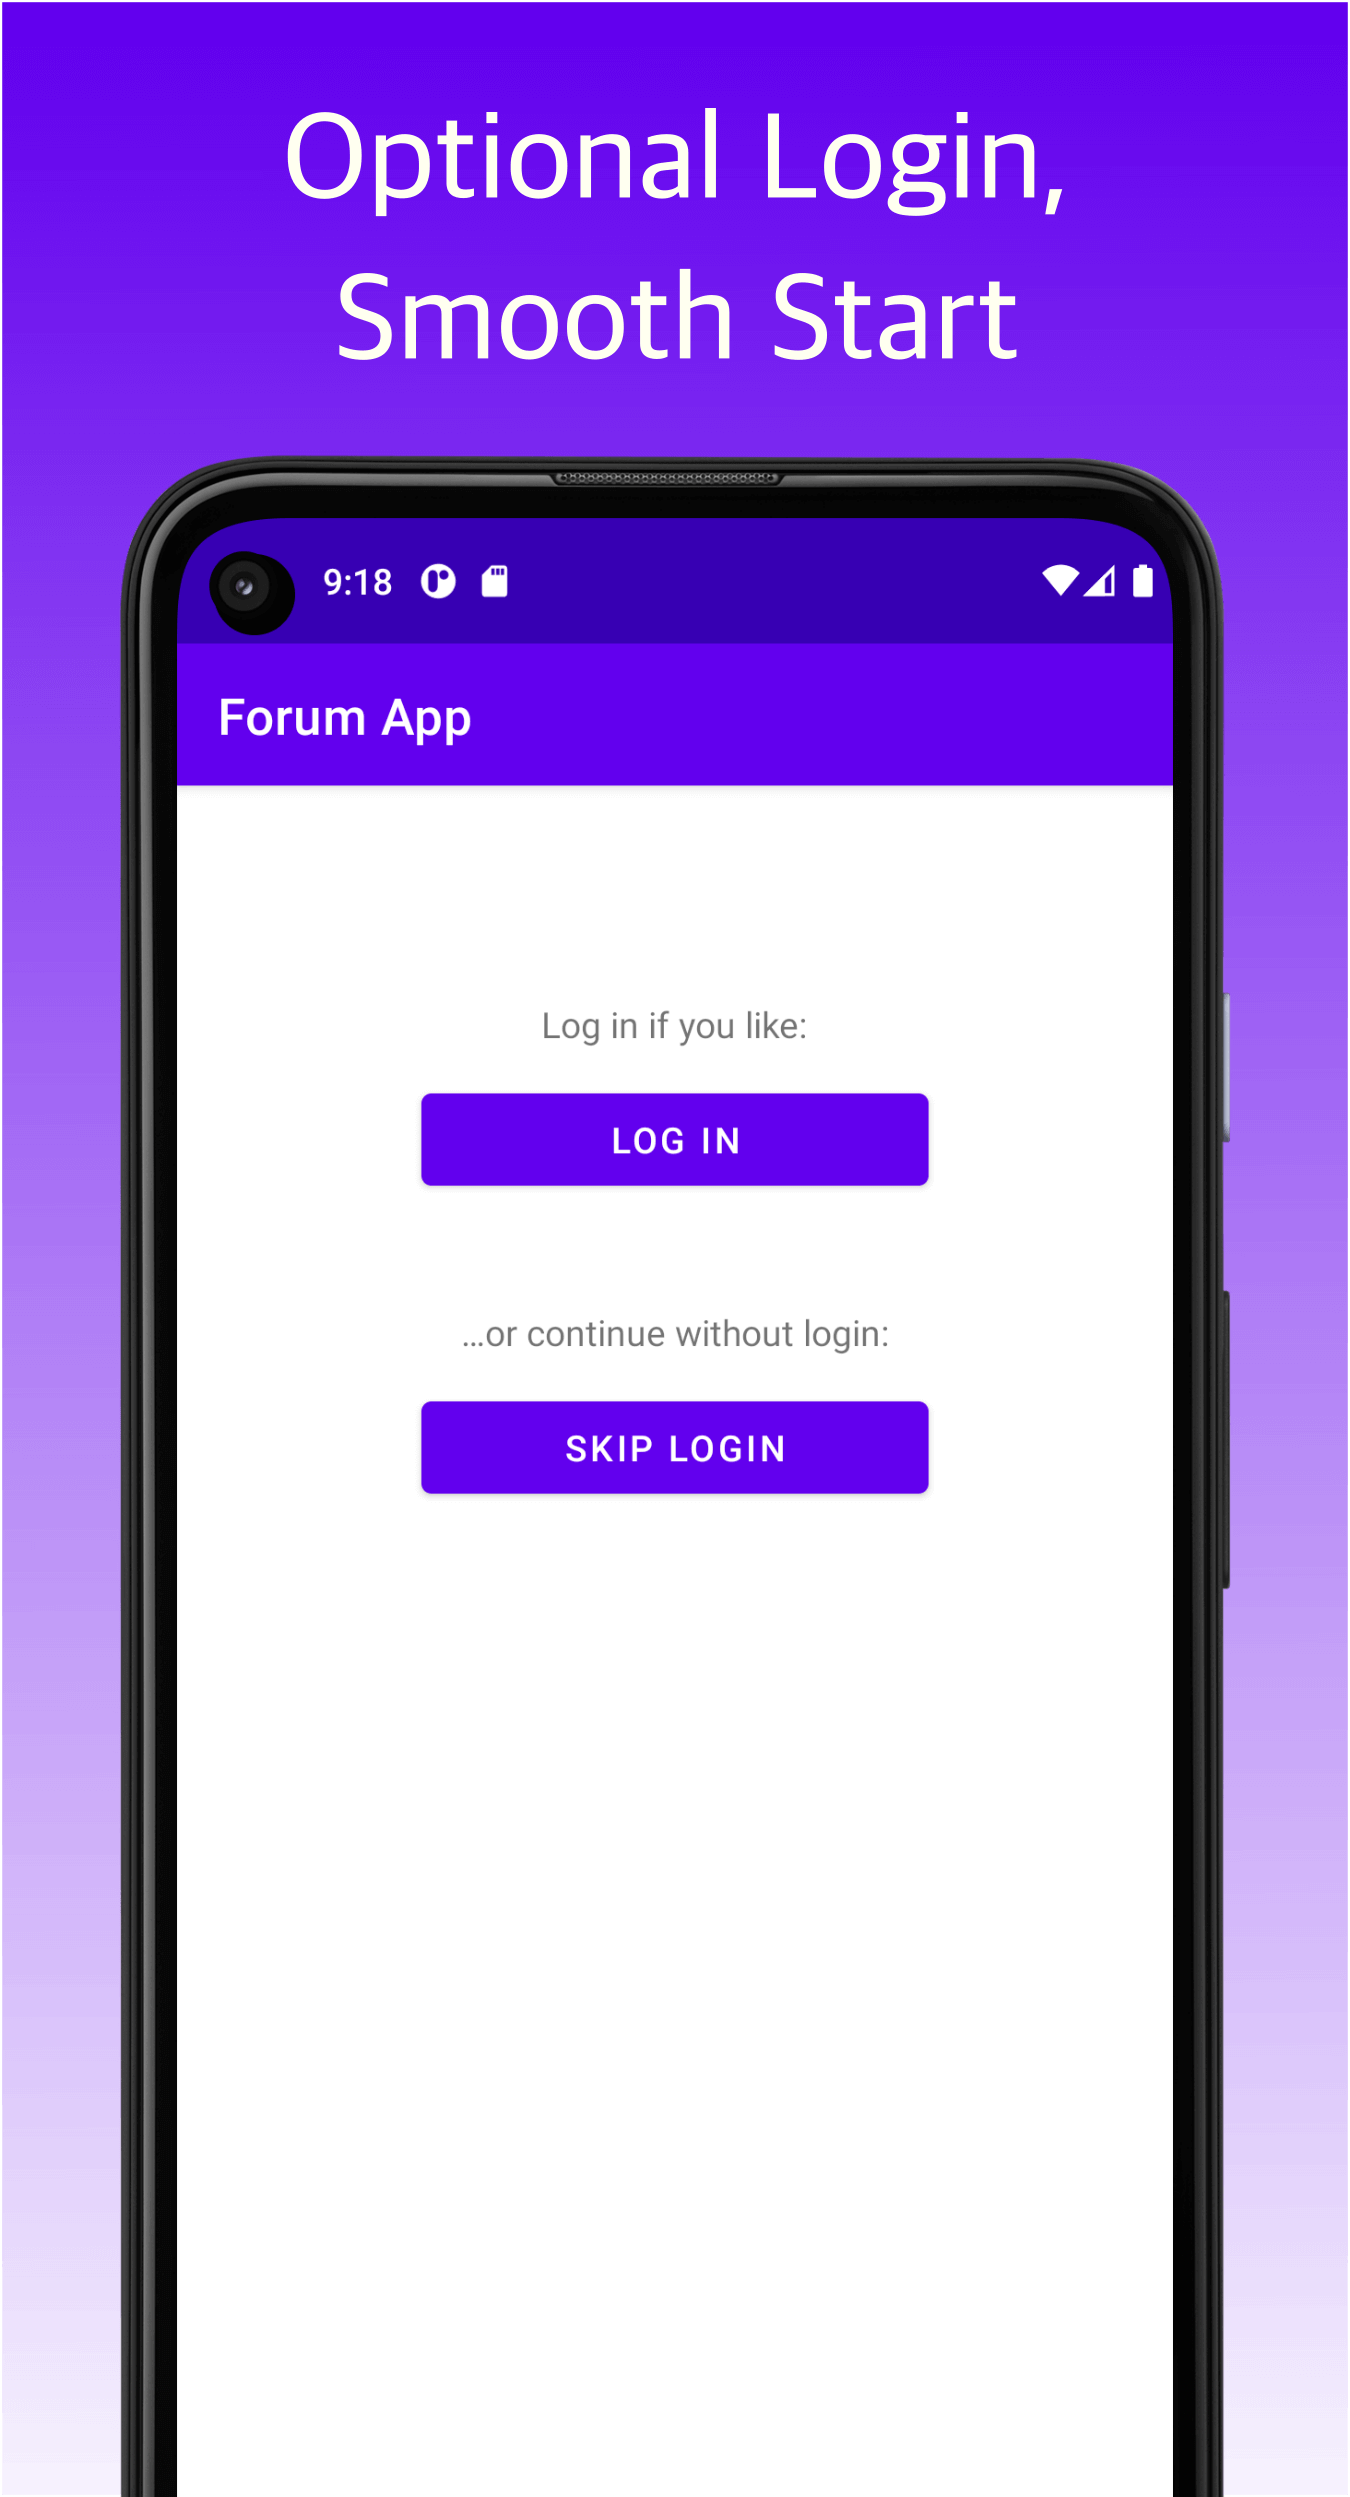 Optional Login,
Smooth Start
9:18
Forum App
Log in if you like:
LOG IN
...or continue without login:
SKIP LOGIN